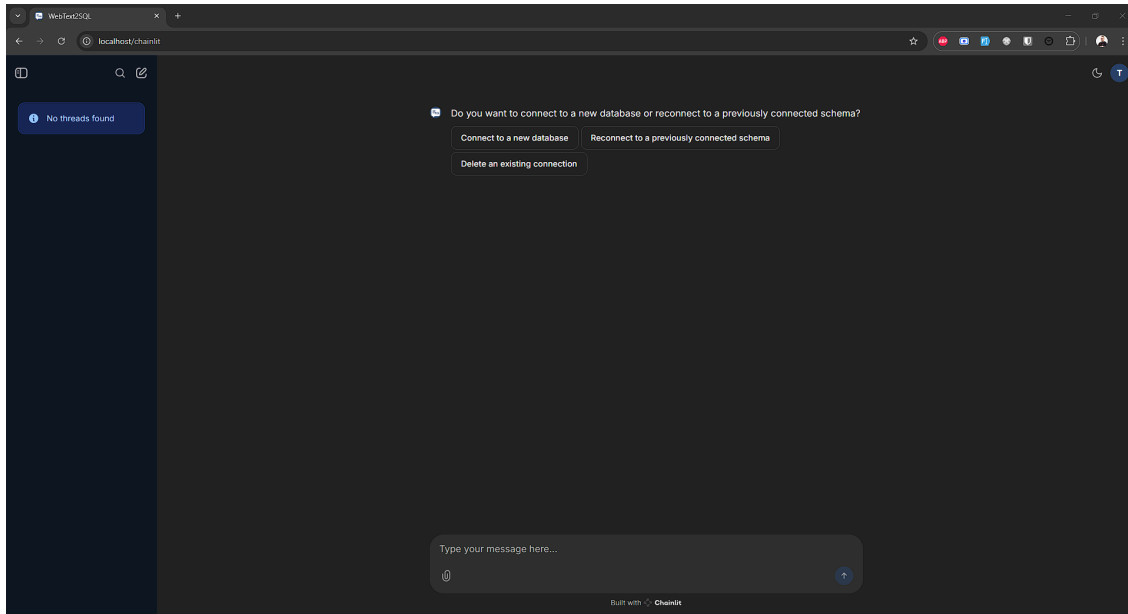 WebText2SQL
localhost/chainlit
T
No threads found
Do you want to connect to a new database or reconnect to a previously connected schema?
Connect to a new database
Reconnect to a previously connected schema
Delete an existing connection
Type your message here...
Built with Chainlit